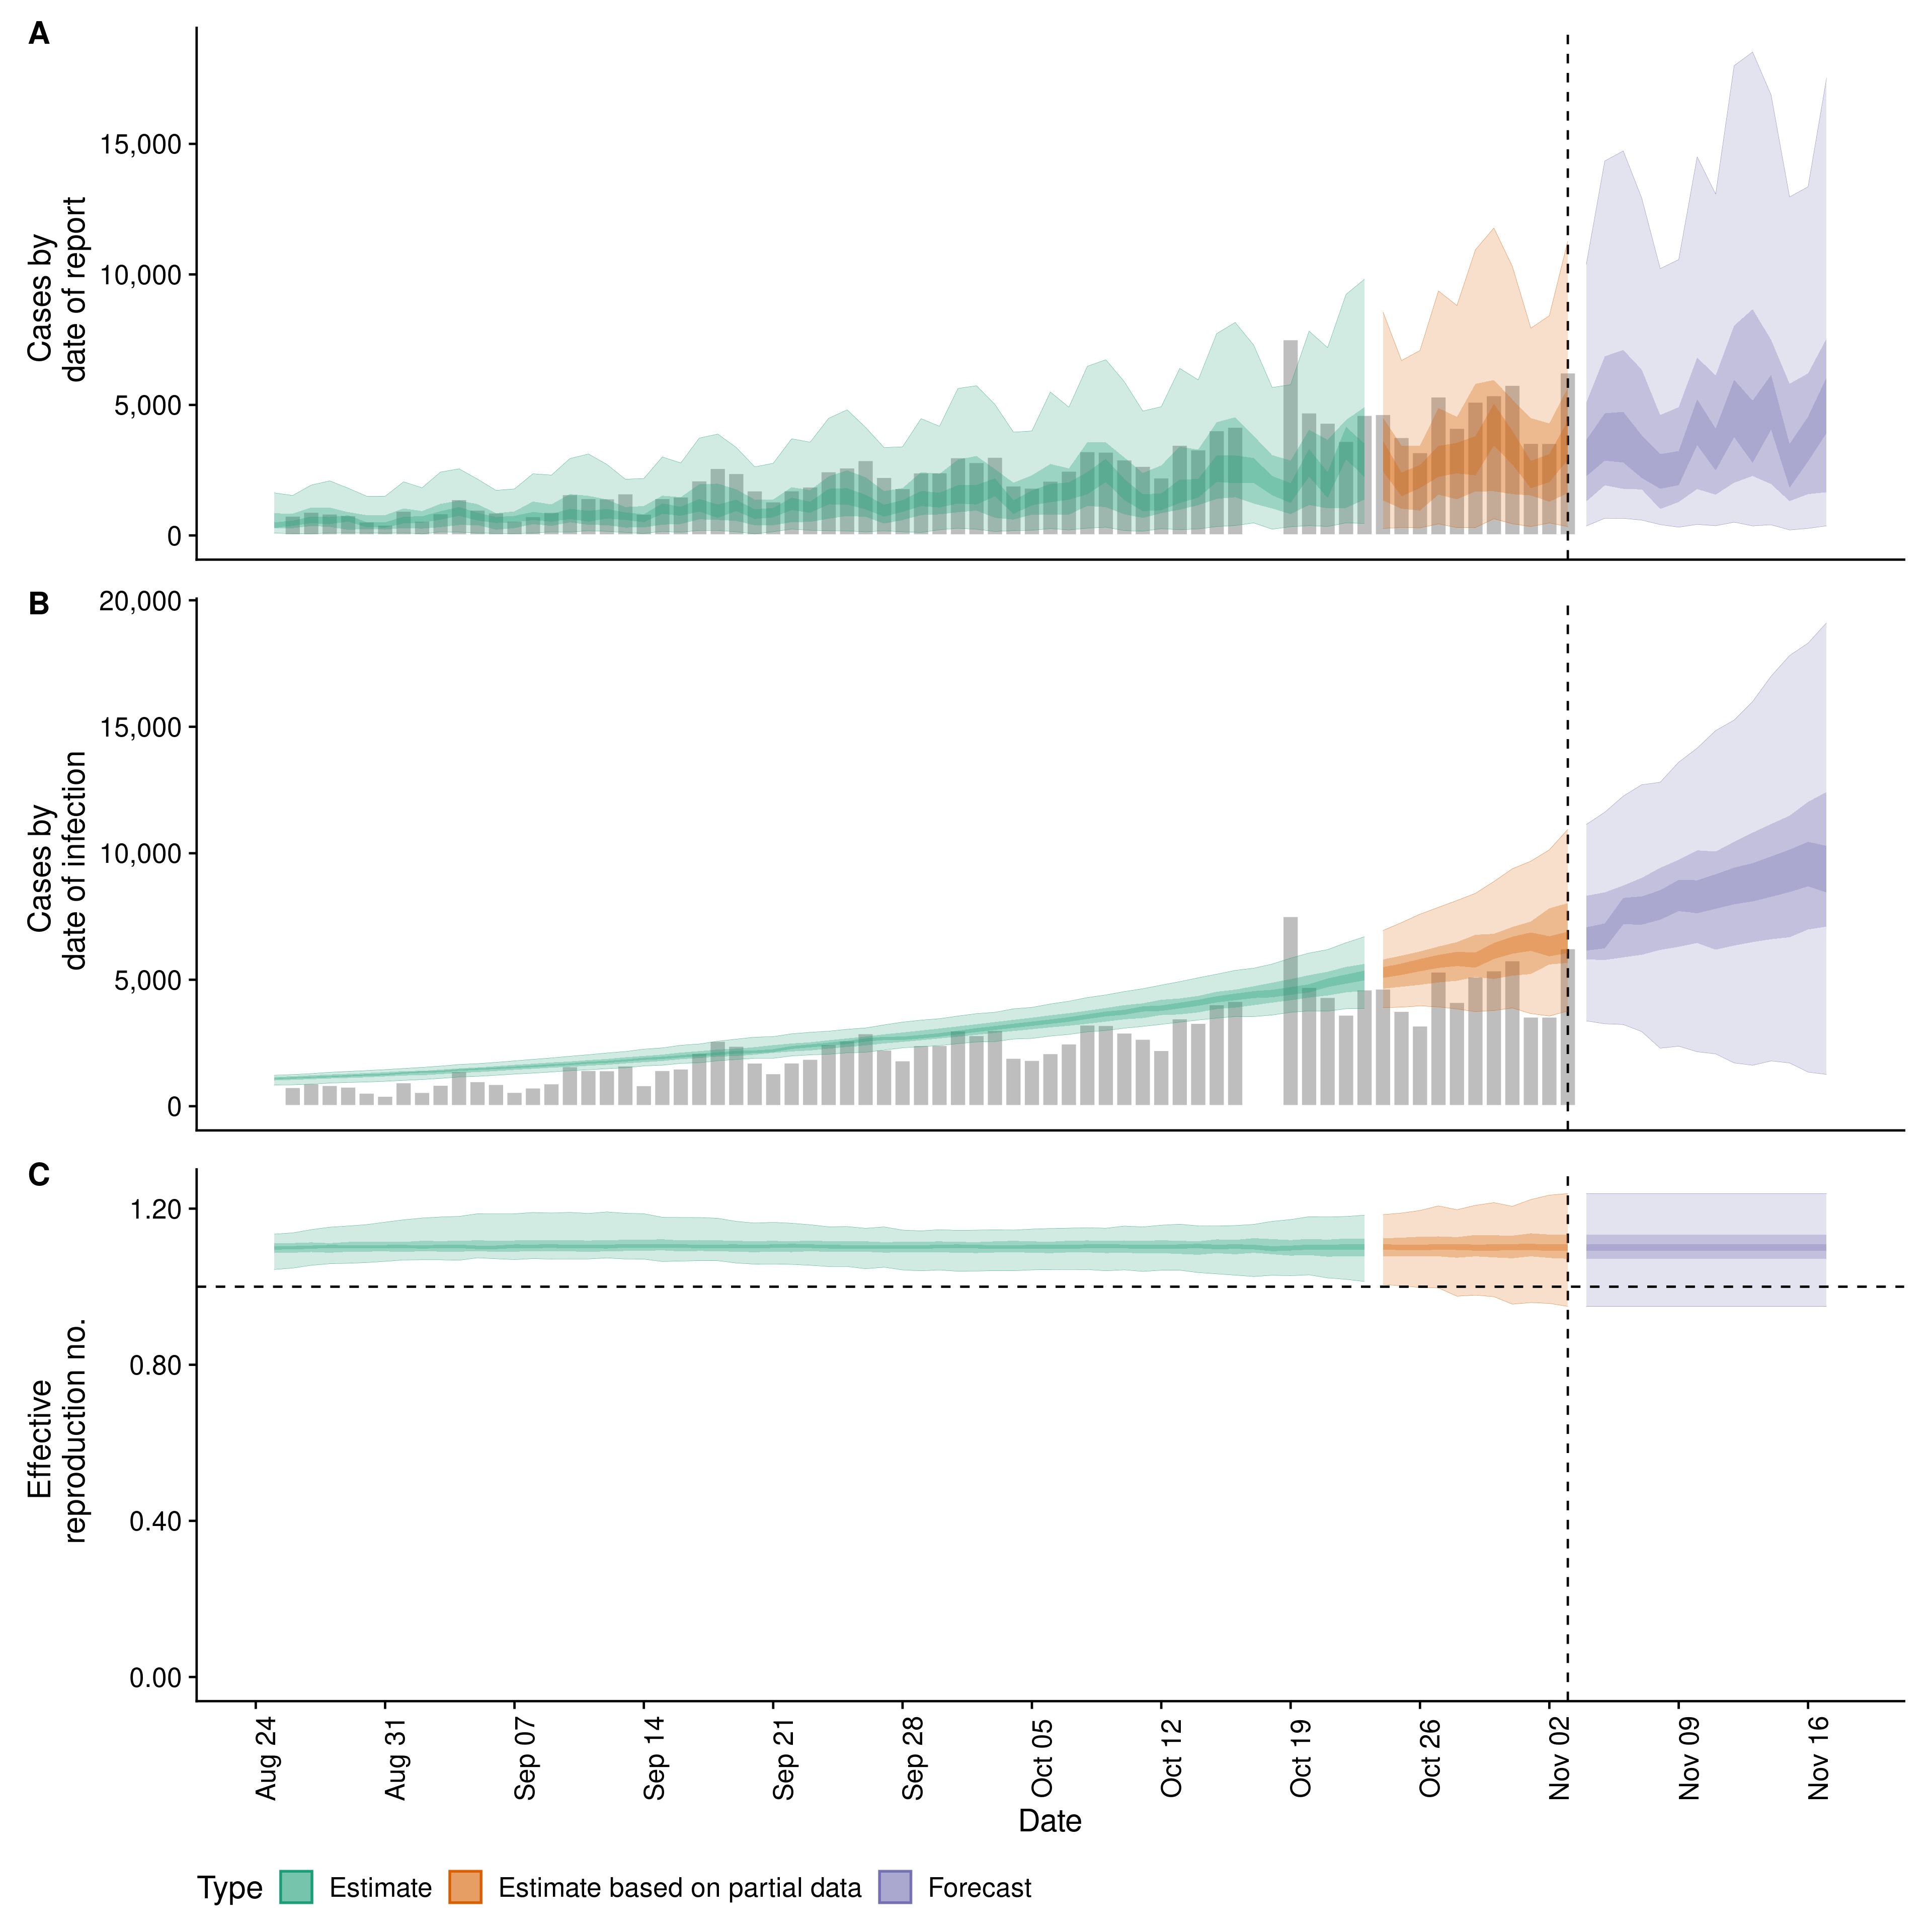 A
Cases by
date of report
15,000
10,000
5,000
0
B
Cases by
date of infection
20,000
15,000
10,000
5,000
0
C
Effective
reproduction no.
1.20
0.80
0.40
0.00
Aug 24
Aug 31
Sep 07
Sep 14
Sep 21
Sep 28
Oct 05
Oct 12
Oct 19
Oct 26
Nov 02
Nov 09
Nov 16
Date
Type Estimate Estimate based on partial data Forecast